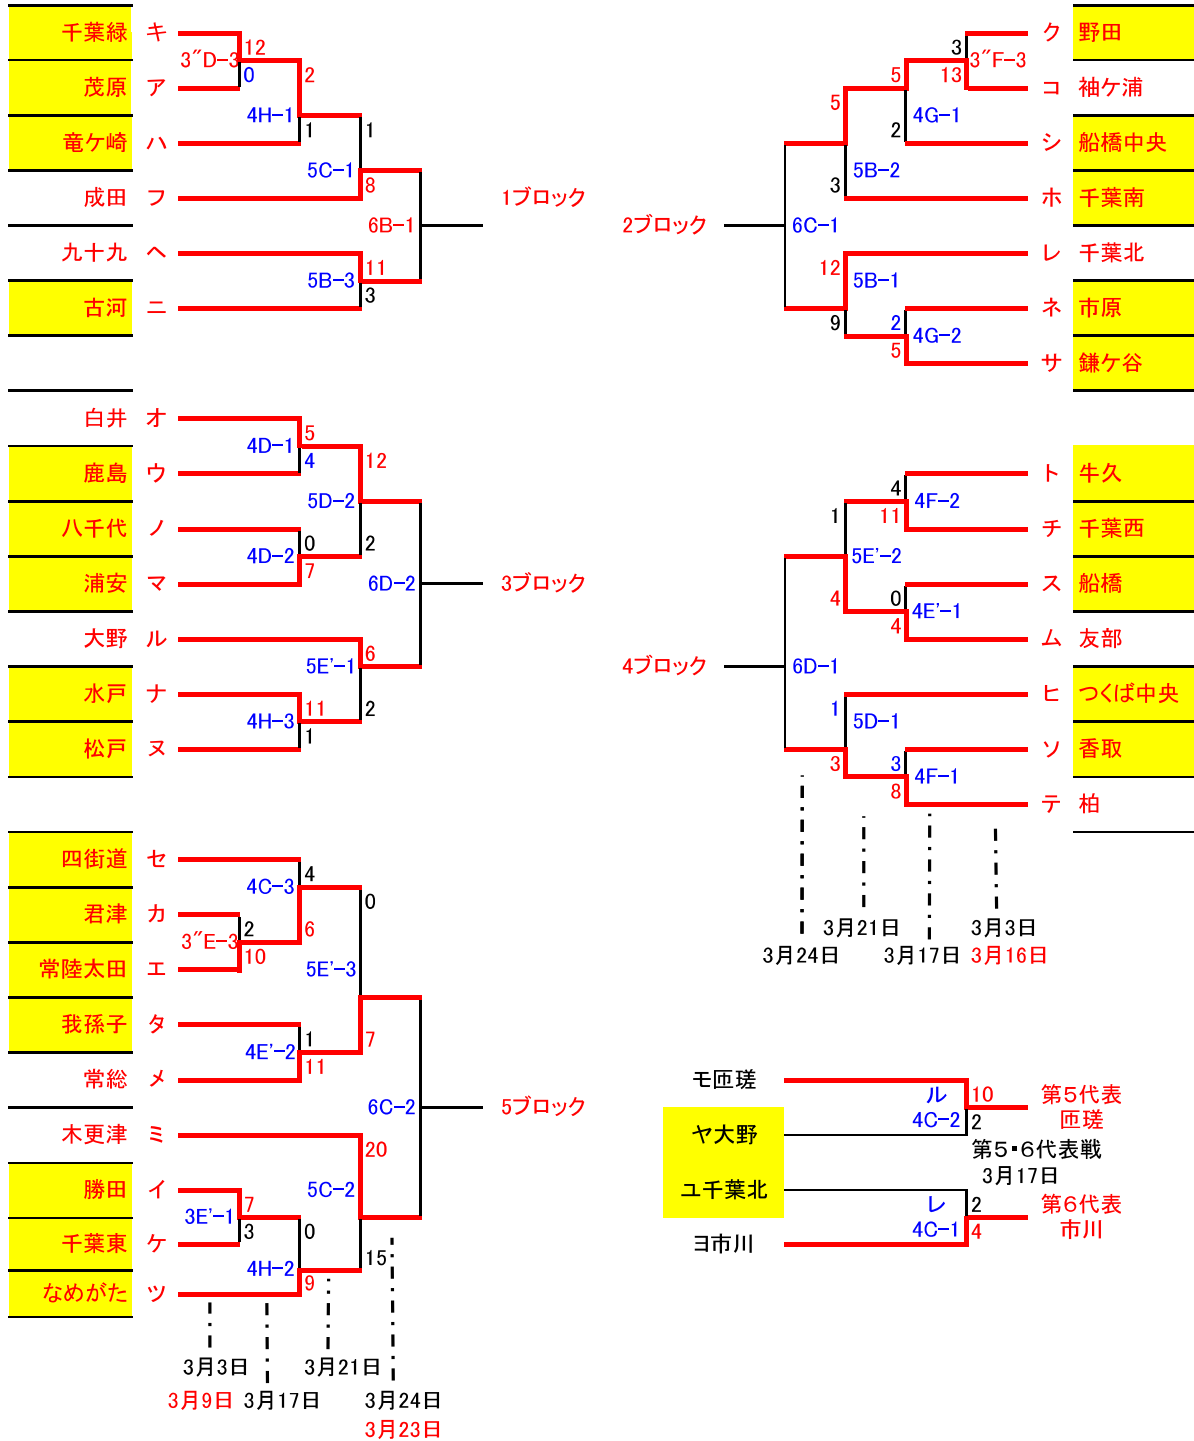 千葉緑 キ
3"D-3
12
0
茂原 ア
2
4H-1
1
竜ケ崎 ハ
1
5C-1
8
成田 フ
6B-1
1ブロック
九十九 ヘ
11
5B-3
3
古河 ニ
ク 野田
3
3"F-3
13
コ 袖ケ浦
5
4G-1
2
シ 船橋中央
5
5B-2
3
ホ 千葉南
2ブロック
6C-1
レ 千葉北
12
5B-1
9
ネ 市原
2
4G-2
5
サ 鎌ケ谷
白井 オ
4D-1
5
4
鹿島 ウ
12
5D-2
2
八千代 ノ
4D-2
0
7
浦安 マ
6D-2
3ブロック
大野 ル
5E'-1
6
2
水戸 ナ
4H-3
11
1
松戸 ヌ
ト 牛久
4
4F-2
11
チ 千葉西
1
5E'-2
4
ス 船橋
0
4E'-1
4
ム 友部
4ブロック
6D-1
ヒ つくば中央
1
5D-1
3
ソ 香取
3
4F-1
8
テ 柏
3月24日
3月21日
3月17日
3月3日
3月16日
四街道 セ
4C-3
4
6
君津 カ
3"E-3
2
10
常陸太田 エ
0
5E'-3
7
我孫子 タ
4E'-2
1
11
常総 メ
6C-2
5ブロック
木更津 ミ
20
5C-2
15
勝田 イ
3E'-1
7
3
千葉東 ケ
4H-2
0
9
なめがた ツ
3月3日
3月9日
3月17日
3月21日
3月24日
3月23日
モ匝瑳
ル
4C-2
10
2
第5代表
匝瑳
ヤ大野
第5・6代表戦
3月17日
ユ千葉北
レ
4C-1
2
4
第6代表
市川
ヨ市川